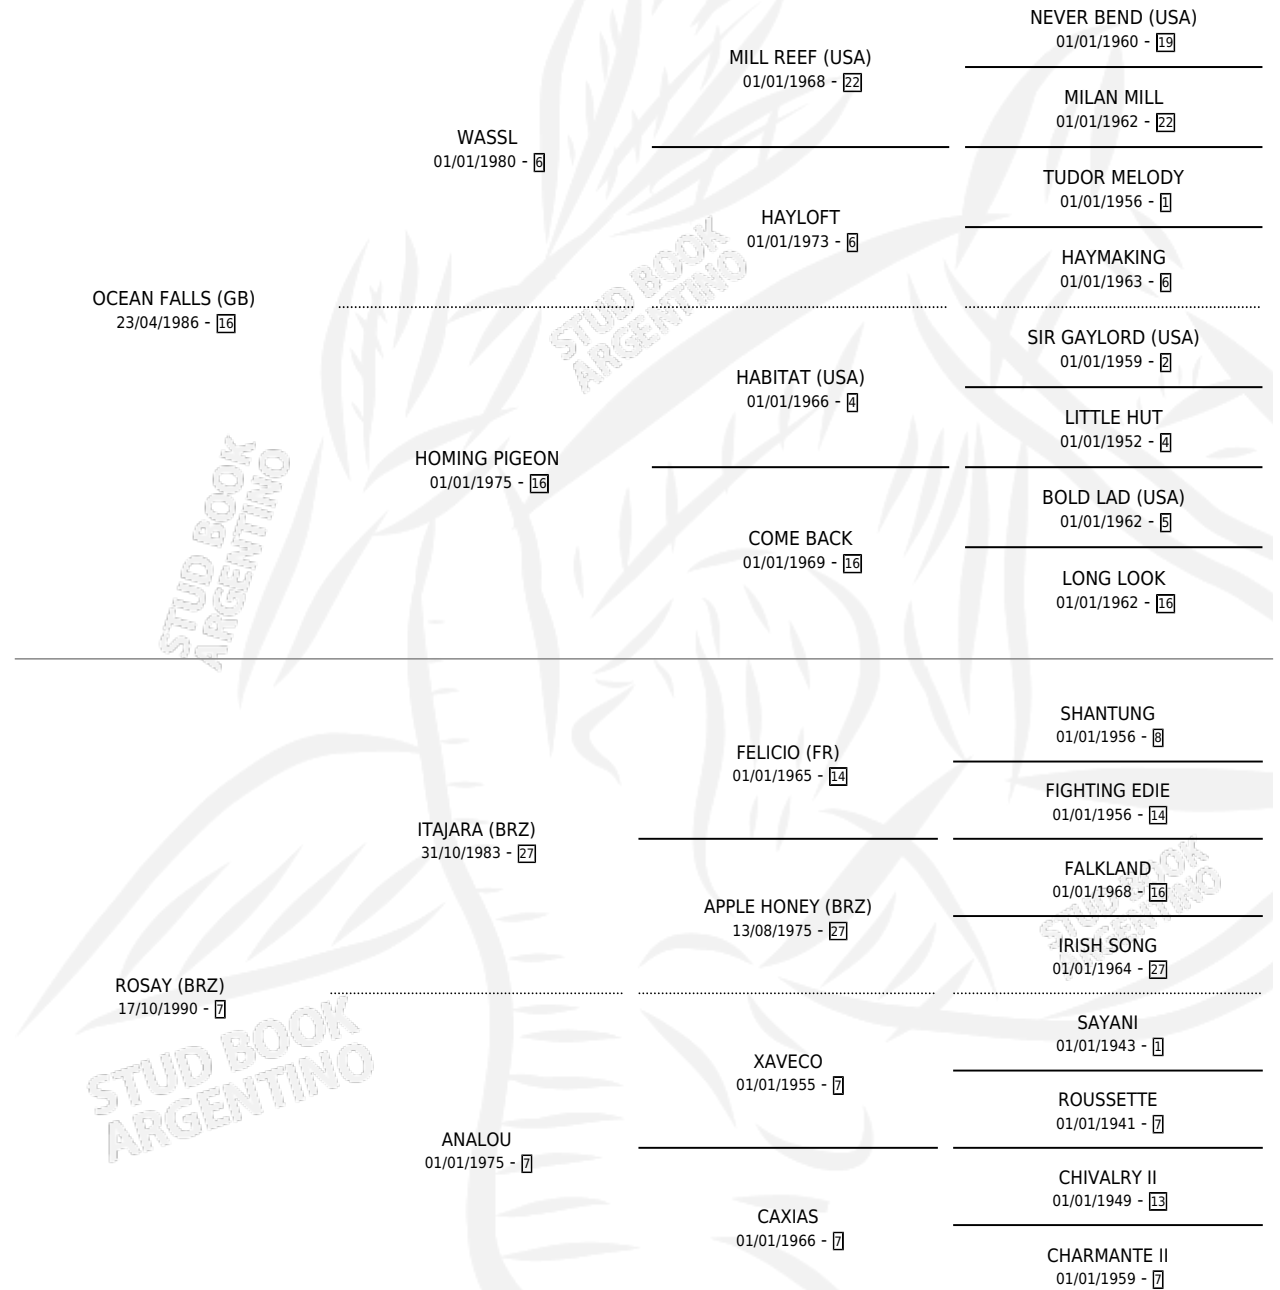 NEVER BEND (USA)
01/01/1960 - 19
MILL REEF (USA)
01/01/1968 - 22
MILAN MILL
01/01/1962 - 22
WASSL
01/01/1980 - 6
TUDOR MELODY
01/01/1956 - 1
HAYLOFT
01/01/1973 - 6
HAYMAKING
01/01/1963 - 6
OCEAN FALLS (GB)
23/04/1986 - 16
SIR GAYLORD (USA)
01/01/1959 - 2
HABITAT (USA)
01/01/1966 - 4
LITTLE HUT
01/01/1952 - 4
HOMING PIGEON
01/01/1975 - 16
BOLD LAD (USA)
01/01/1962 - 5
COME BACK
01/01/1969 - 16
LONG LOOK
01/01/1962 - 16
SHANTUNG
01/01/1956 - 8
FELICIO (FR)
01/01/1965 - 14
FIGHTING EDIE
01/01/1956 - 14
ITAJARA (BRZ)
31/10/1983 - 27
FALKLAND
01/01/1968 - 16
APPLE HONEY (BRZ)
13/08/1975 - 27
IRISH SONG
01/01/1964 - 27
ROSAY (BRZ)
17/10/1990 - 7
SAYANI
01/01/1943 - 1
XAVECO
01/01/1955 - 7
ROUSSETTE
01/01/1941 - 7
ANALOU
01/01/1975 - 7
CHIVALRY II
01/01/1949 - 13
CAXIAS
01/01/1966 - 7
CHARMANTE II
01/01/1959 - 7
STUD BOOK
ARGENTINO
STUD BOOK
ARGENTINO
STUD BOOK
ARGENTINO
STUD BOOK
ARGENTINO